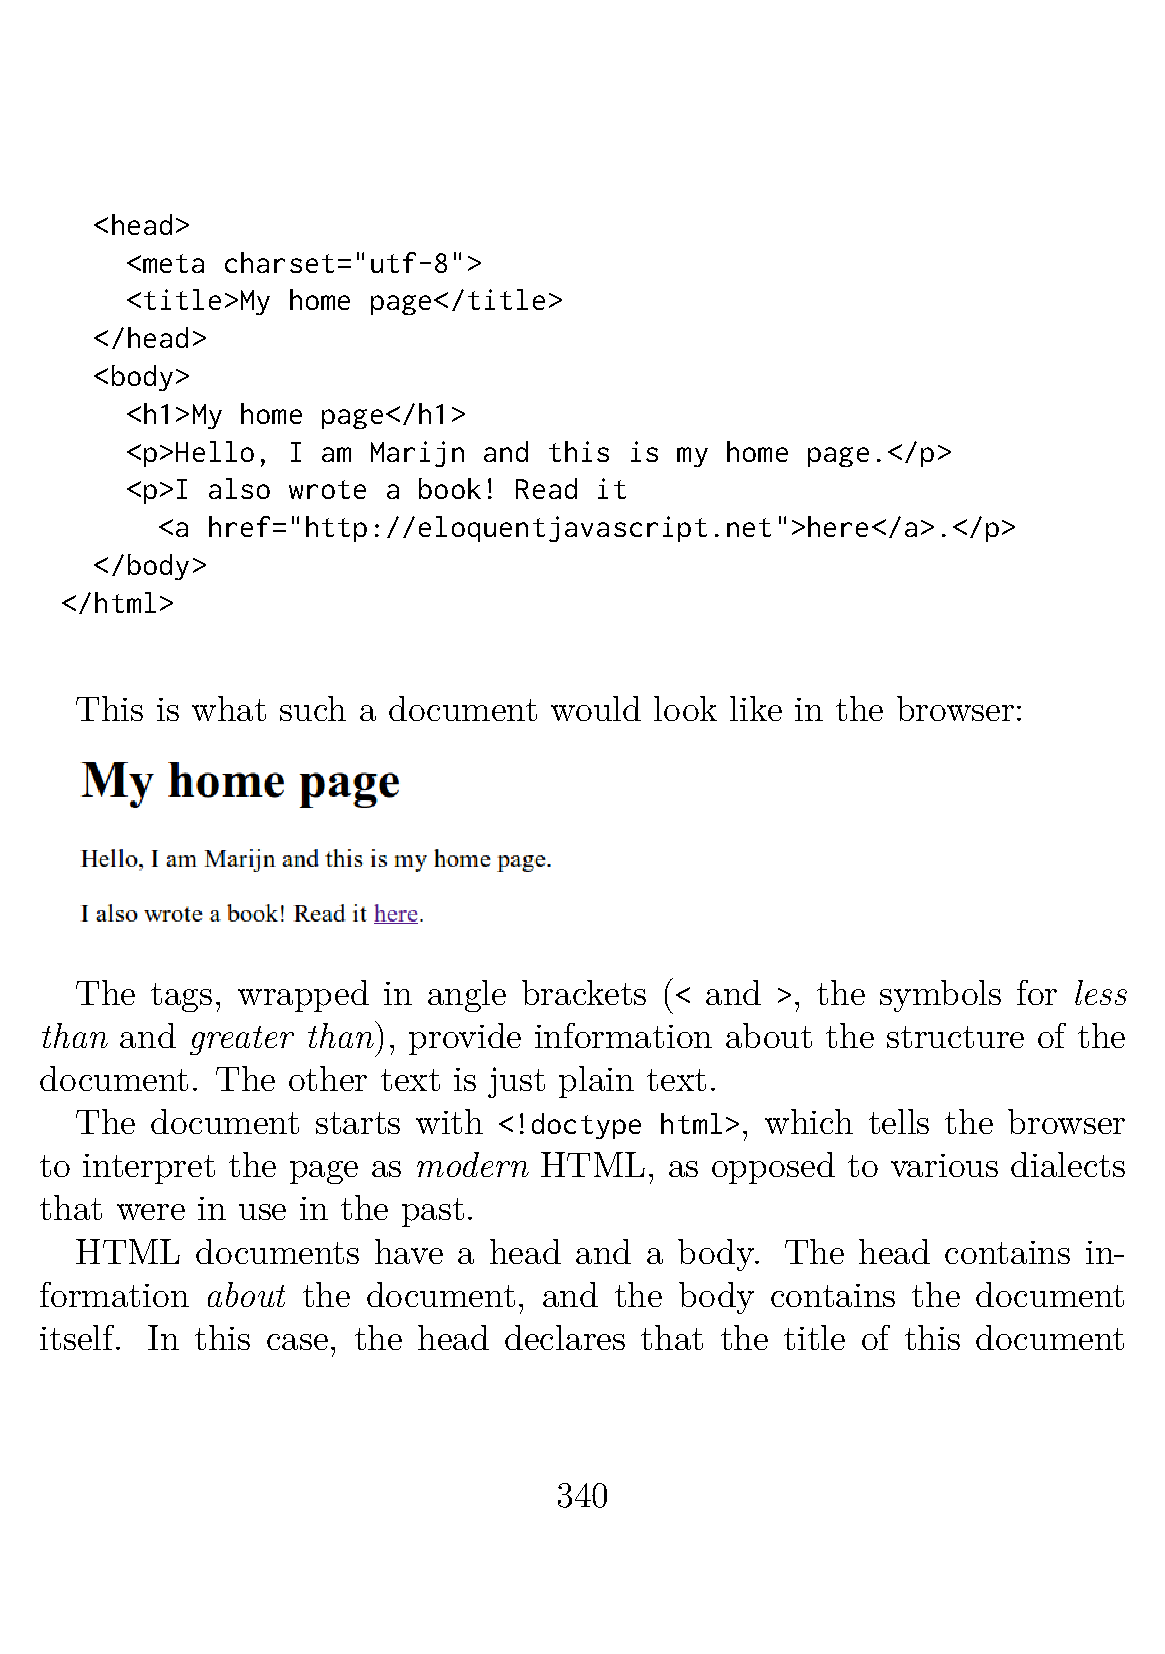 <head>
<meta charset="utf-8">
<title>My home page</title>
</head>
<body>
<h1>My home page</h1>
<p>Hello, I am Marijn and this is my home page.</p>
<p>I also wrote a book! Read it
<a href="http://eloquentjavascript.net">here</a>.</p>
</body>
</html>
This is what such a document would look like in the browser:
My home page
Hello, I am Marijn and this is my home page.
I also wrote a book! Read it here.
The tags, wrapped in angle brackets (< and >, the symbols for less
than and greater than), provide information about the structure of the
document. The other text is just plain text.
The document starts with <!doctype html>, which tells the browser
to interpret the page as modern HTML, as opposed to various dialects
that were in use in the past.
HTML documents have a head and a body. The head contains in-
formation about the document, and the body contains the document
itself. In this case, the head declares that the title of this document
340